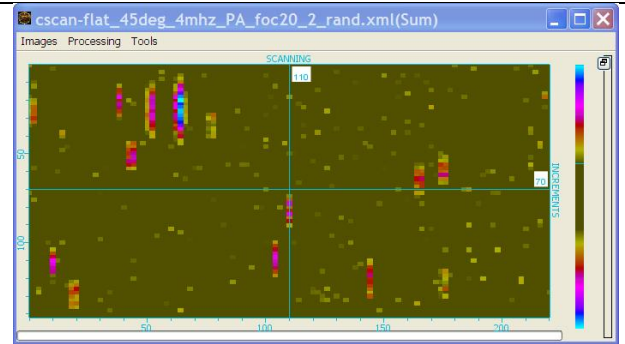 cscan-flat_45deg_4mhz_PA_foc20_2_rand.xml(Sum)
Images Processing Tools
SCANNING
110
50
70
INCREMENTS
100
50 100 150 200